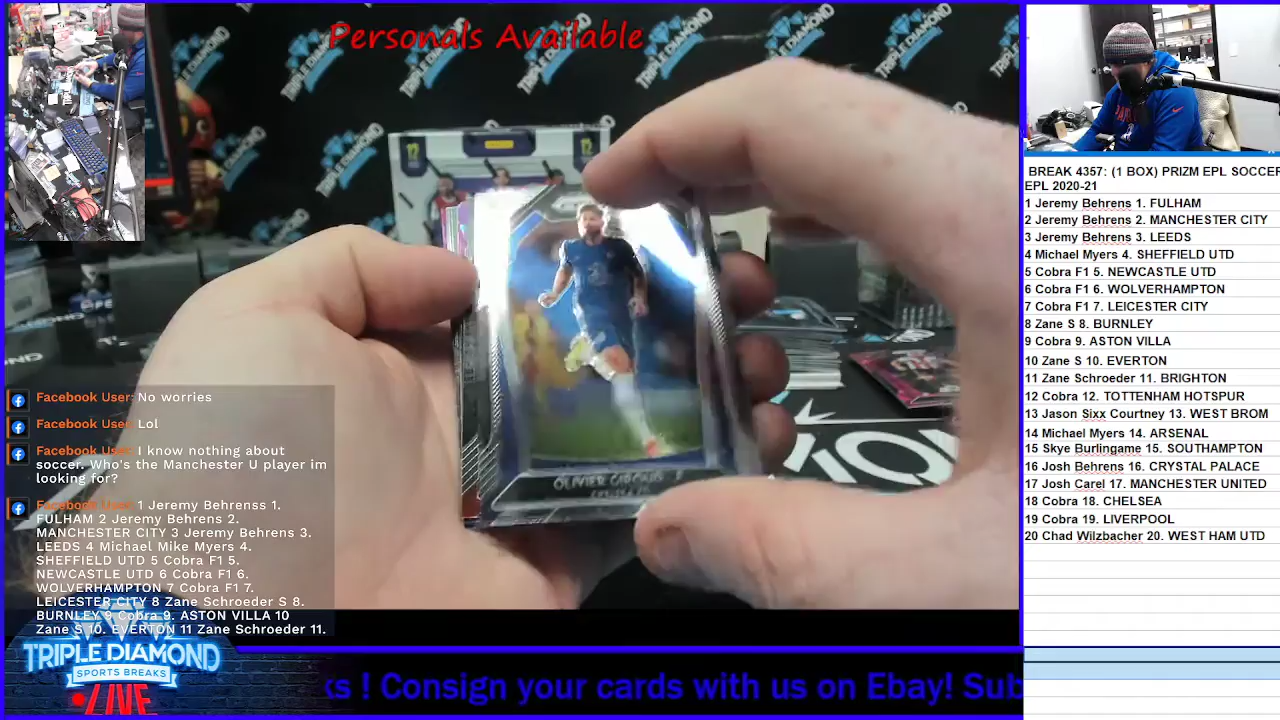 Personals Available
TRIPLE DIAMOND
12
12
OLIVIER GIROUD
Facebook User: No worries
Facebook User: Lol
Facebook User: I know nothing about
soccer. Who's the Manchester U player im
looking for?
Facebook User: 1 Jeremy Behrenss 1.
FULHAM 2 Jeremy Behrens 2.
MANCHESTER CITY 3 Jeremy Behrens 3.
LEEDS 4 Michael Mike Myers 4.
SHEFFIELD UTD 5 Cobra F1 5.
NEWCASTLE UTD 6 Cobra F1 6.
WOLVERHAMPTON 7 Cobra F1 7.
LEICESTER CITY 8 Zane Schroeder S 8.
BURNLEY 9 Cobra 9. ASTON VILLA 10
Zane S 10. EVERTON 11 Zane Schroeder 11.
TRIPLE DIAMOND
SPORTS BREAKS
LIVE
ks ! Consign your cards with us on Ebay! Sub
BREAK 4357: (1 BOX) PRIZM EPL SOCCER
EPL 2020-21
1 Jeremy Behrens 1. FULHAM
2 Jeremy Behrens 2. MANCHESTER CITY
3 Jeremy Behrens 3. LEEDS
4 Michael Myers 4. SHEFFIELD UTD
5 Cobra F1 5. NEWCASTLE UTD
6 Cobra F1 6. WOLVERHAMPTON
7 Cobra F1 7. LEICESTER CITY
8 Zane S 8. BURNLEY
9 Cobra 9. ASTON VILLA
10 Zane S 10. EVERTON
11 Zane Schroeder 11. BRIGHTON
12 Cobra 12. TOTTENHAM HOTSPUR
13 Jason Sixx Courtney 13. WEST BROM
14 Michael Myers 14. ARSENAL
15 Skye Burlingame 15. SOUTHAMPTON
16 Josh Behrens 16. CRYSTAL PALACE
17 Josh Carel 17. MANCHESTER UNITED
18 Cobra 18. CHELSEA
19 Cobra 19. LIVERPOOL
20 Chad Wilzbacher 20. WEST HAM UTD